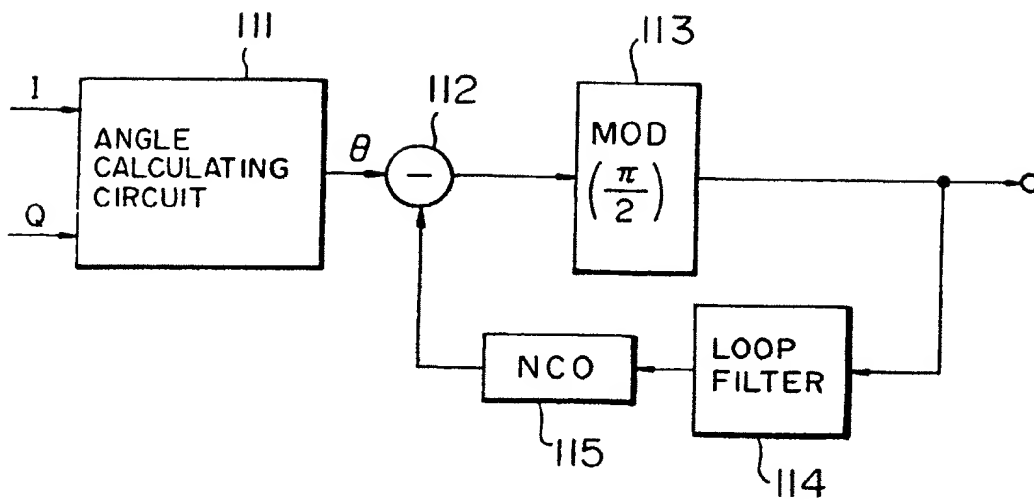 111
113
112
I
ANGLE
CALCULATING
CIRCUIT
θ
−
MOD
(π/2)
Q
NCO
LOOP
FILTER
115
114